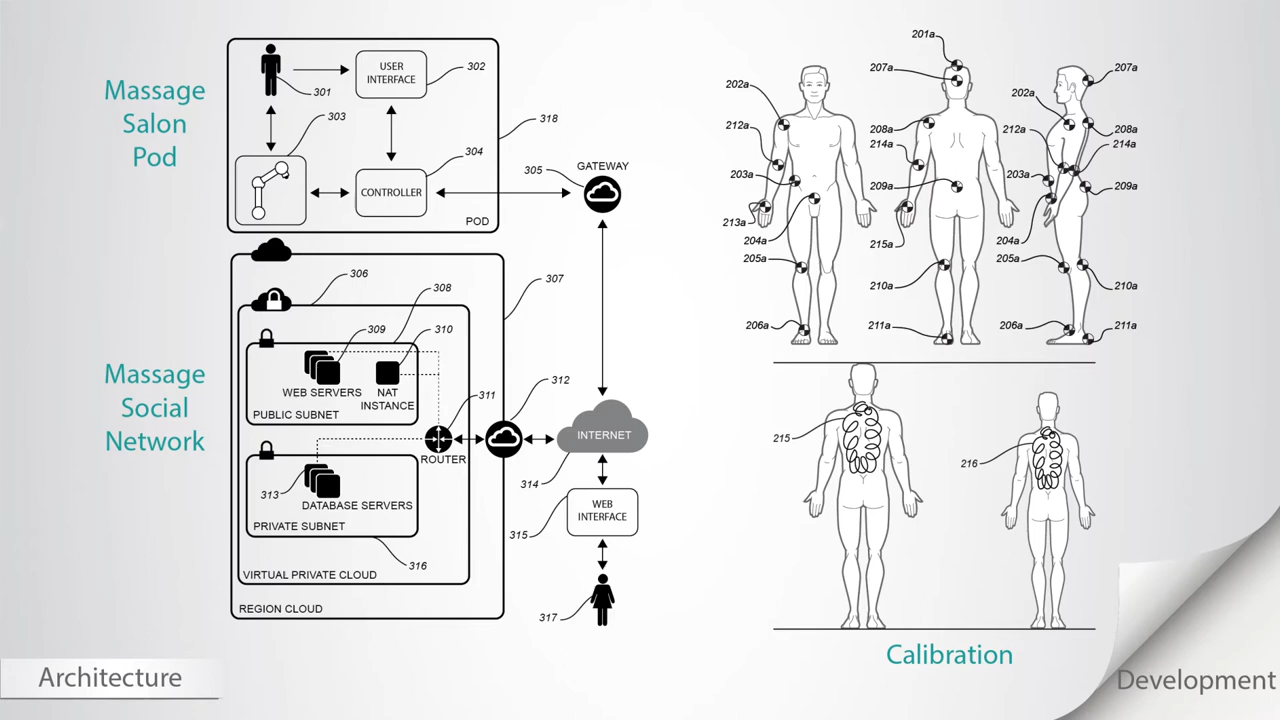 Massage
Salon
Pod
301
USER
INTERFACE
302
303
304
CONTROLLER
POD
318
305
GATEWAY
306
307
308
309
310
WEB SERVERS
NAT
INSTANCE
PUBLIC SUBNET
311
312
ROUTER
INTERNET
314
Massage
Social
Network
313
DATABASE SERVERS
PRIVATE SUBNET
316
VIRTUAL PRIVATE CLOUD
REGION CLOUD
WEB
INTERFACE
315
317
201a
207a
207a
202a
202a
212a
208a
212a
208a
214a
214a
203a
209a
203a
209a
213a
204a
215a
204a
205a
210a
205a
210a
206a
211a
206a
211a
215
216
Calibration
Architecture
Development